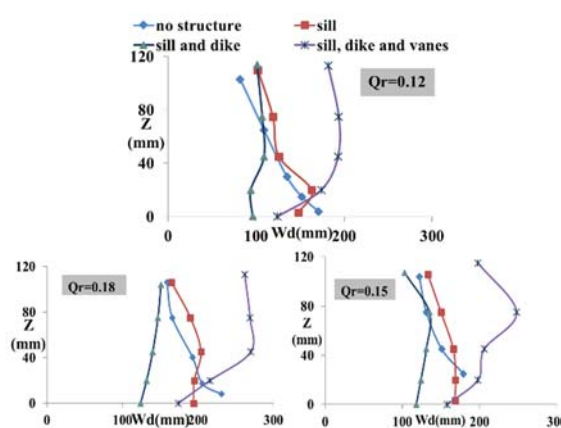 no structure sill
sill and dike sill, dike and vanes
120
80
Z
(mm)
40
0
Qr=0.12
0 100 200 300
Wd(mm)
120
80
Z
(mm)
40
0
Qr=0.18
0 100 200 300
Wd(mm)
120
80
Z
(mm)
40
0
Qr=0.15
0 100 200 300
Wd(mm)